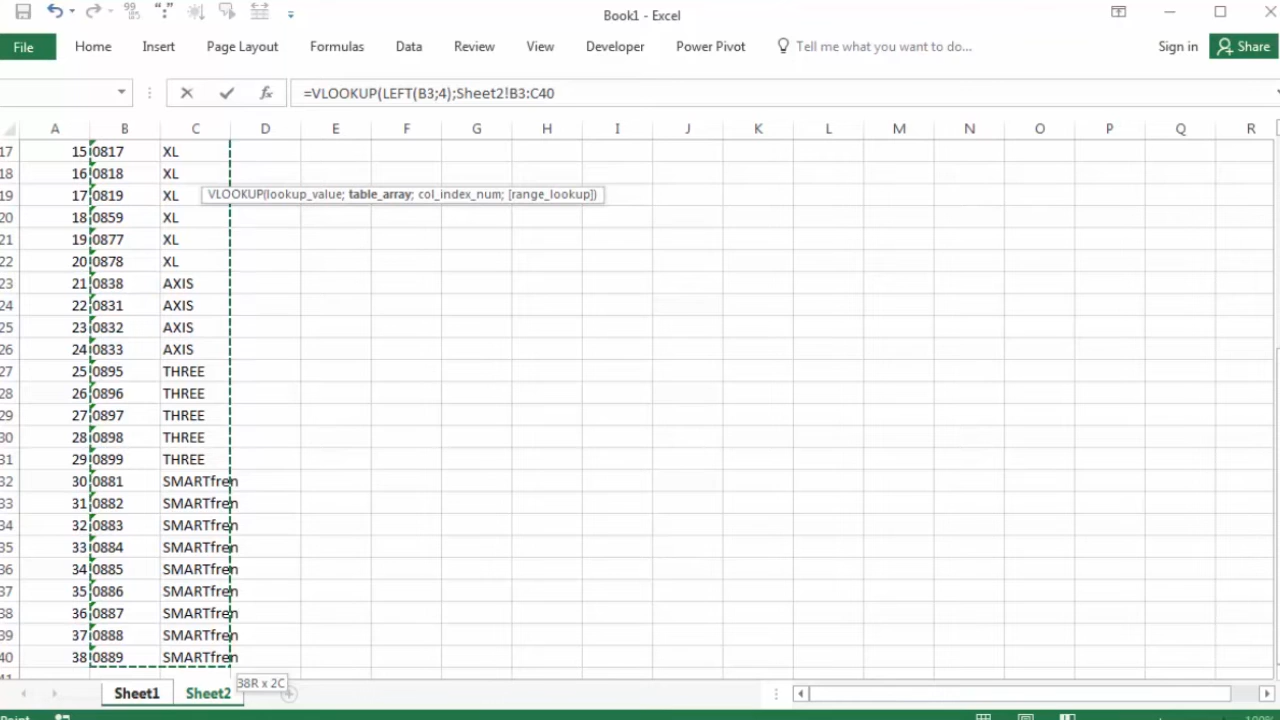 Book1 - Excel
File Home Insert Page Layout Formulas Data Review View Developer Power Pivot Tell me what you want to do... Sign in Share
=VLOOKUP(LEFT(B3;4);Sheet2!B3:C40
A B C D E F G H I J K L M N O P Q R
17 15 0817 XL
18 16 0818 XL
19 17 0819 XL
VLOOKUP(lookup_value; table_array; col_index_num; [range_lookup])
20 18 0859 XL
21 19 0877 XL
22 20 0878 XL
23 21 0838 AXIS
24 22 0831 AXIS
25 23 0832 AXIS
26 24 0833 AXIS
27 25 0895 THREE
28 26 0896 THREE
29 27 0897 THREE
30 28 0898 THREE
31 29 0899 THREE
32 30 0881 SMARTfren
33 31 0882 SMARTfren
34 32 0883 SMARTfren
35 33 0884 SMARTfren
36 34 0885 SMARTfren
37 35 0886 SMARTfren
38 36 0887 SMARTfren
39 37 0888 SMARTfren
40 38 0889 SMARTfren
Sheet1 Sheet2 38R x 2C